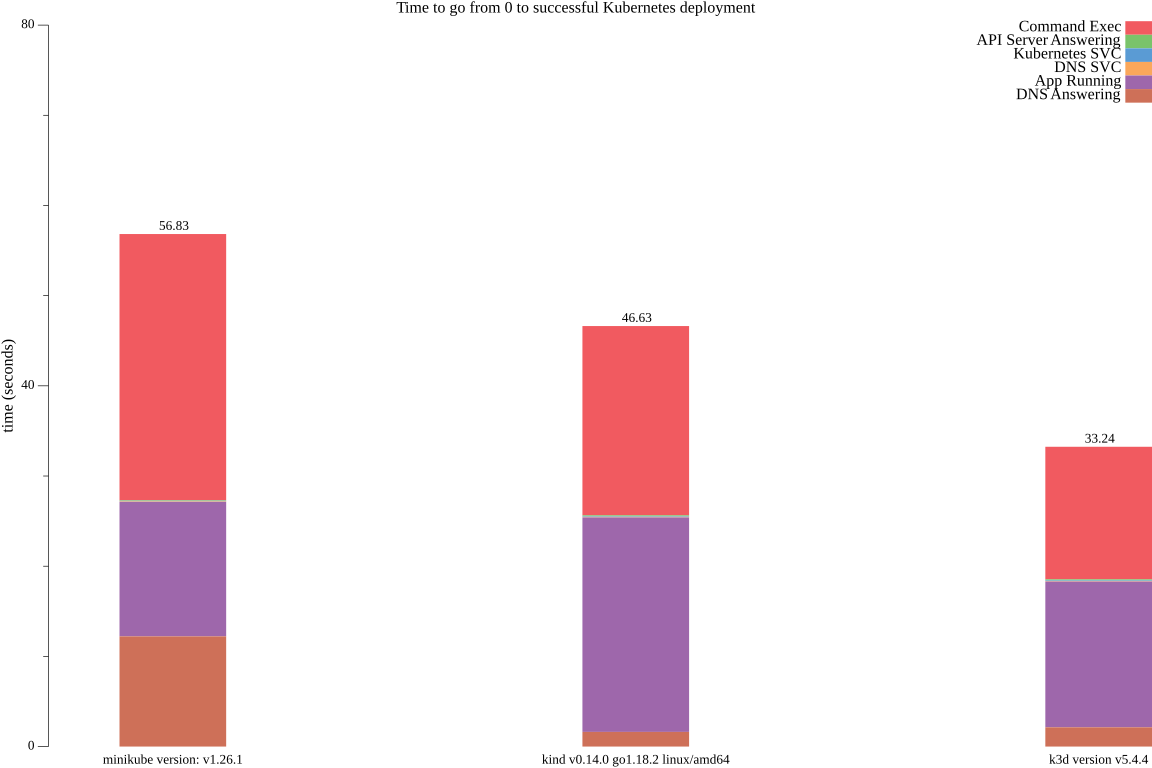 Time to go from 0 to successful Kubernetes deployment
80
Command Exec
API Server Answering
Kubernetes SVC
DNS SVC
App Running
DNS Answering
56.83
46.63
time (seconds)
40
33.24
0
minikube version: v1.26.1
kind v0.14.0 go1.18.2 linux/amd64
k3d version v5.4.4